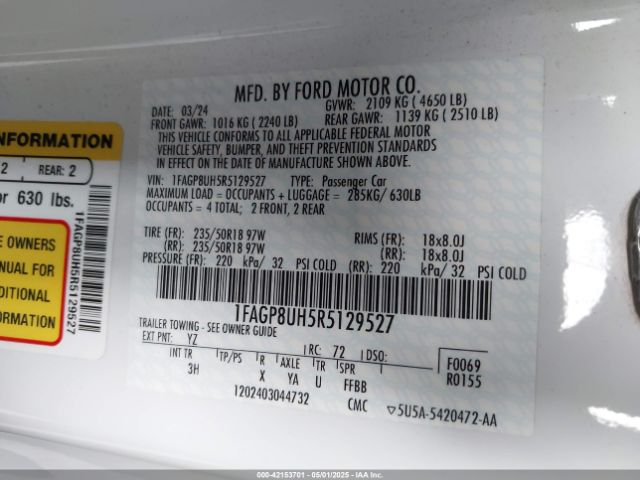 MFD. BY FORD MOTOR CO.
DATE: 03/24 GVWR: 2109 KG ( 4650 LB)
FRONT GAWR: 1016 KG ( 2240 LB) REAR GAWR: 1139 KG ( 2510 LB)
THIS VEHICLE CONFORMS TO ALL APPLICABLE FEDERAL MOTOR
VEHICLE SAFETY, BUMPER, AND THEFT PREVENTION STANDARDS
IN EFFECT ON THE DATE OF MANUFACTURE SHOWN ABOVE.
VIN: 1FAGP8UH5R5129527 TYPE: Passenger Car
MAXIMUM LOAD = OCCUPANTS + LUGGAGE = 285KG/ 630LB
OCCUPANTS = 4 TOTAL; 2 FRONT, 2 REAR
TIRE (FR): 235/50R18 97W RIMS (FR): 18x8.0J
(RR): 235/50R18 97W (RR): 18x8.0J
PRESSURE (FR): 220 kPa/ 32 PSI COLD (RR): 220 kPa/ 32 PSI COLD
1FAGP8UH5R5129527
TRAILER TOWING - SEE OWNER GUIDE
EXT PNT: YZ RC: 72 DSO:
INT TR TP/PS R AXLE TR SPR
3H X YA U FFBB
F0069
R0155
1202403044732 CMC 5U5A-5420472-AA
INFORMATION
2 REAR: 2
or 630 lbs.
E OWNERS
ANUAL FOR
DDITIONAL
RMATION
1FAGP8UH5R5129527
000-42153701 - 05/01/2025 - IAA Inc.